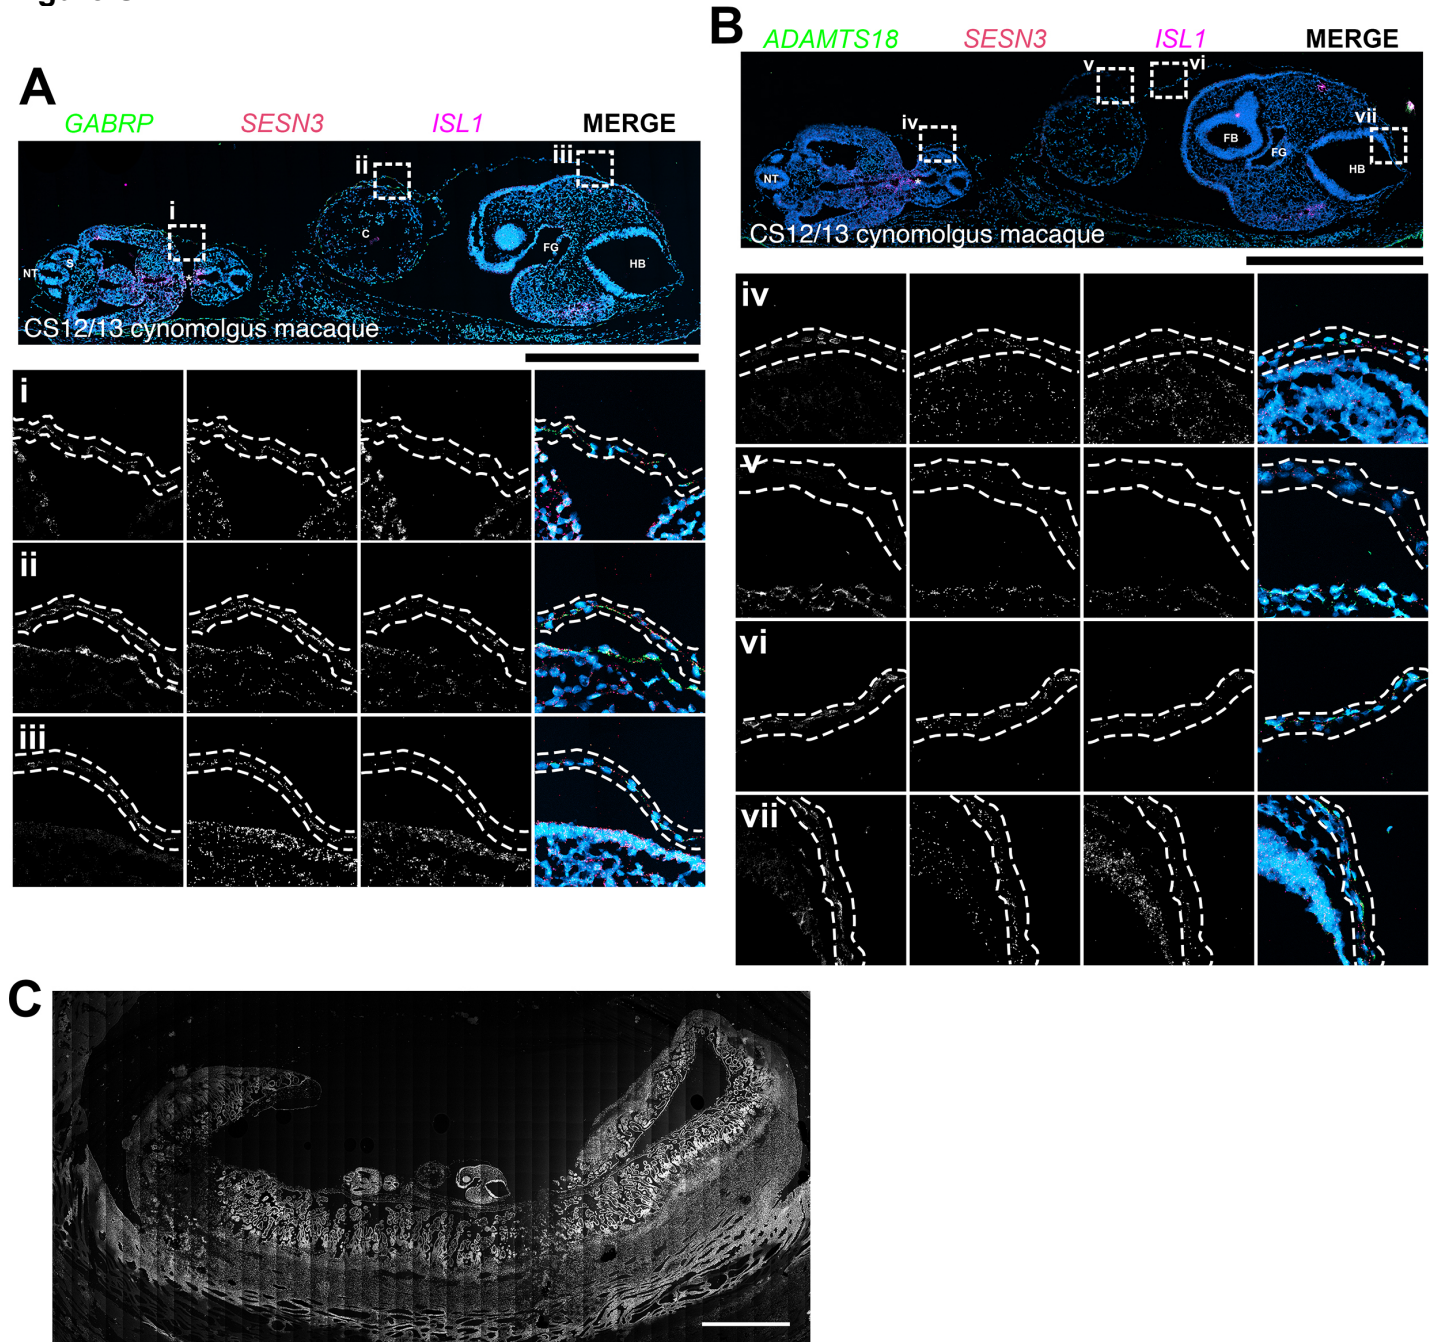 A
GABRP SESN3 ISL1 MERGE
i ii iii
NT S * C FG HB
CS12/13 cynomolgus macaque
i
ii
iii
B
ADAMTS18 SESN3 ISL1 MERGE
iv v vi vii
NT * FB FG HB
CS12/13 cynomolgus macaque
iv
v
vi
vii
C